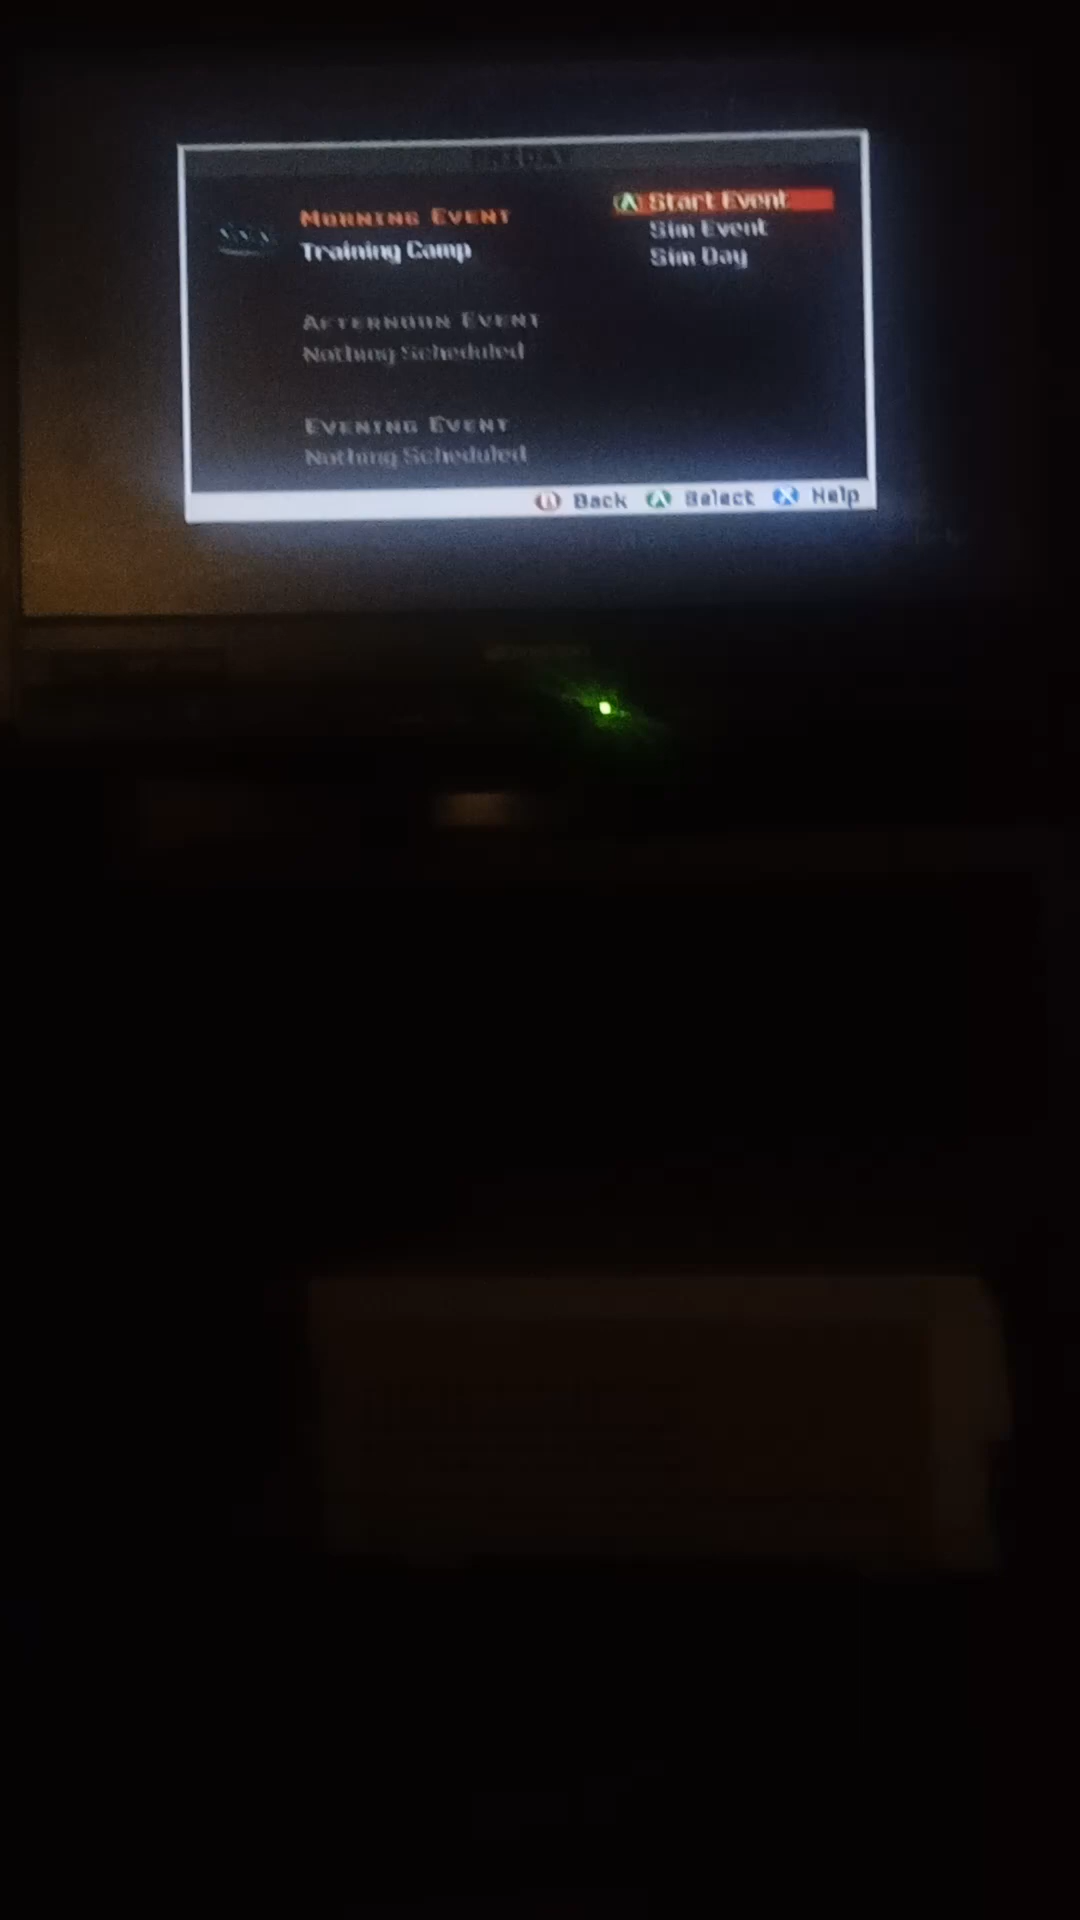 FRIDAY
MORNING EVENT
Training Camp
Start Event
Sim Event
Sim Day
AFTERNOON EVENT
Nothing Scheduled
EVENING EVENT
Nothing Scheduled
B Back A Select X Help